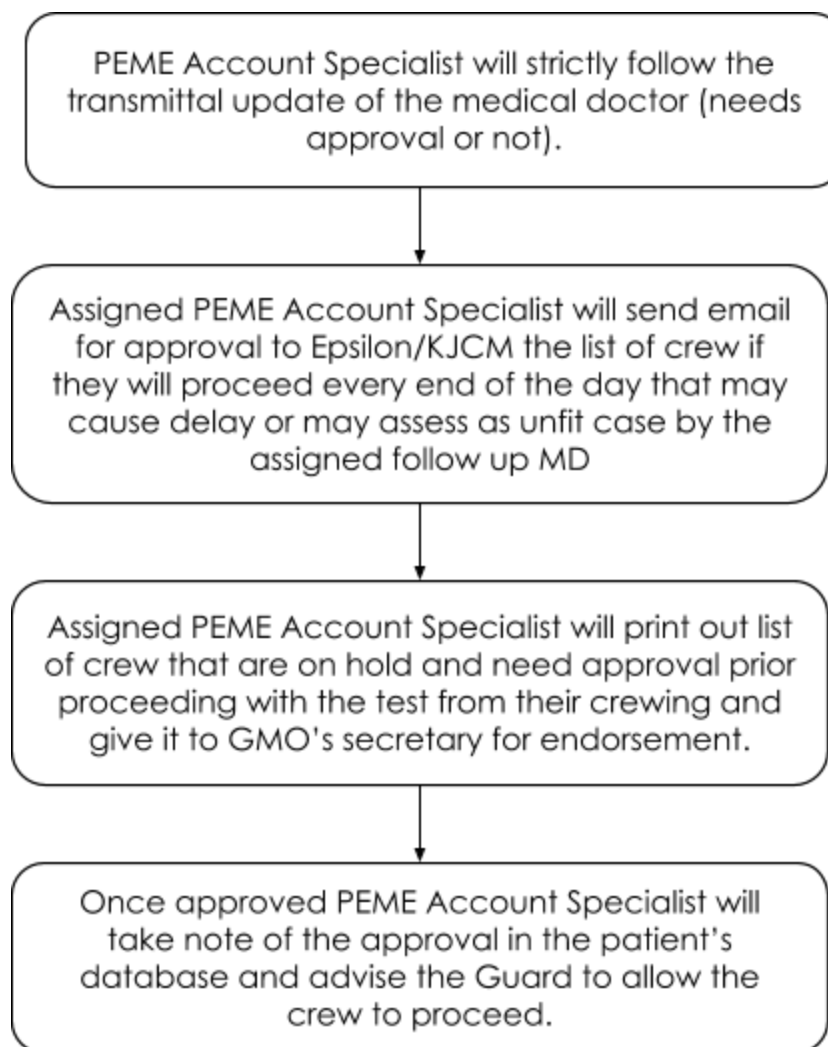 PEME Account Specialist will strictly follow the
transmittal update of the medical doctor (needs
approval or not).
Assigned PEME Account Specialist will send email
for approval to Epsilon/KJCM the list of crew if
they will proceed every end of the day that may
cause delay or may assess as unfit case by the
assigned follow up MD
Assigned PEME Account Specialist will print out list
of crew that are on hold and need approval prior
proceeding with the test from their crewing and
give it to GMO’s secretary for endorsement.
Once approved PEME Account Specialist will
take note of the approval in the patient’s
database and advise the Guard to allow the
crew to proceed.